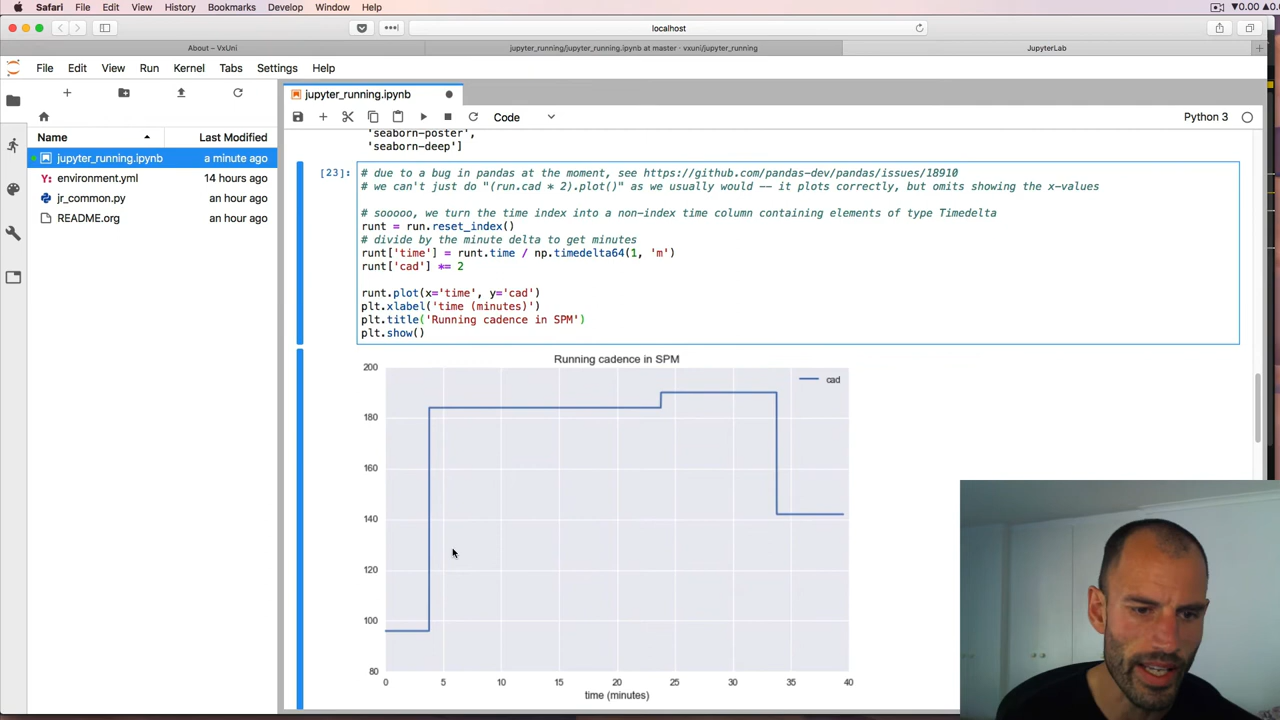 Safari File Edit View History Bookmarks Develop Window Help
0.00
localhost
About – VxUni
jupyter_running/jupyter_running.ipynb at master · vxuni/jupyter_running
JupyterLab
File Edit View Run Kernel Tabs Settings Help
jupyter_running.ipynb
Code
Python 3
Name
Last Modified
jupyter_running.ipynb a minute ago
environment.yml 14 hours ago
jr_common.py an hour ago
README.org an hour ago
'seaborn-poster',
'seaborn-deep']
[23]:
# due to a bug in pandas at the moment, see https://github.com/pandas-dev/pandas/issues/18910
# we can't just do "(run.cad * 2).plot()" as we usually would -- it plots correctly, but omits showing the x-values
# sooooo, we turn the time index into a non-index time column containing elements of type Timedelta
runt = run.reset_index()
# divide by the minute delta to get minutes
runt['time'] = runt.time / np.timedelta64(1, 'm')
runt['cad'] *= 2
runt.plot(x='time', y='cad')
plt.xlabel('time (minutes)')
plt.title('Running cadence in SPM')
plt.show()
Running cadence in SPM
cad
200
180
160
140
120
100
80
0 5 10 15 20 25 30 35 40
time (minutes)